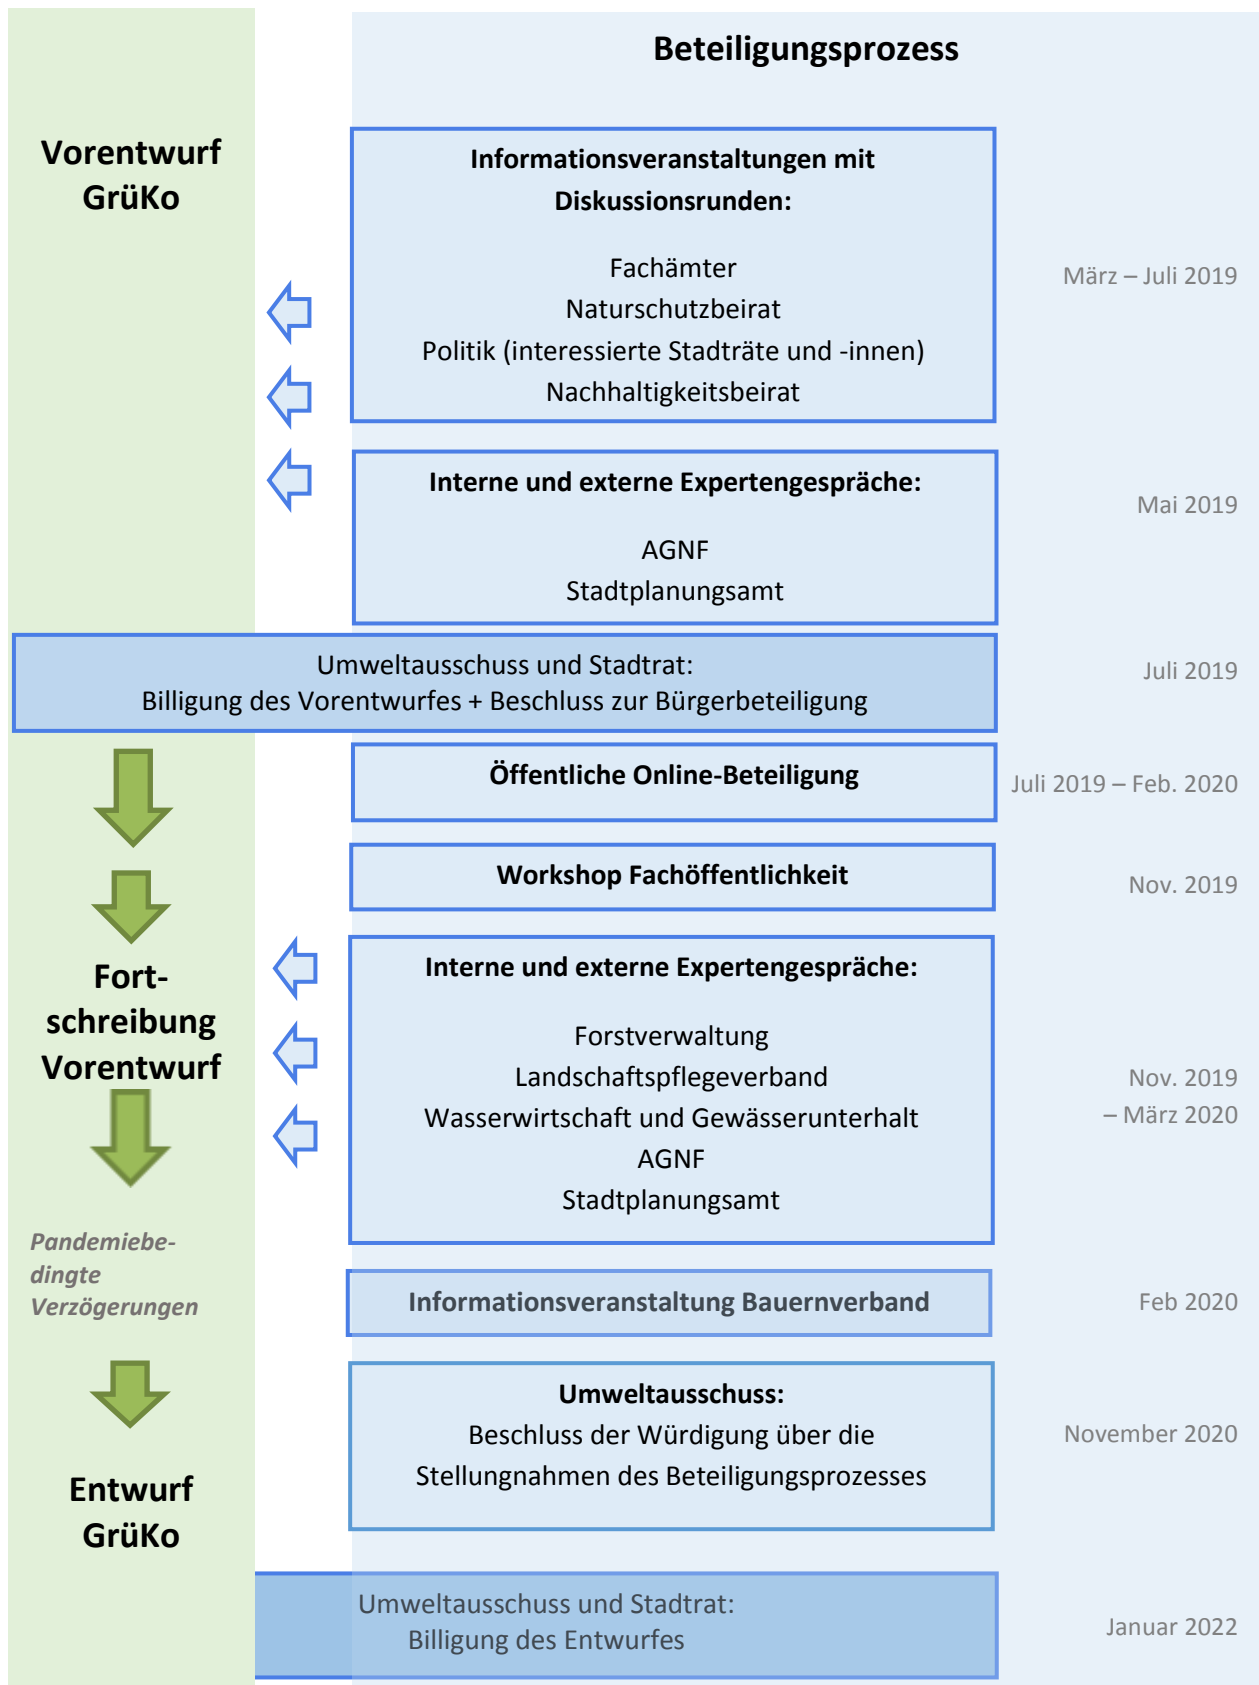 Beteiligungsprozess
Vorentwurf
GrüKo
Informationsveranstaltungen mit
Diskussionsrunden:
Fachämter
Naturschutzbeirat
Politik (interessierte Stadträte und -innen)
Nachhaltigkeitsbeirat
März – Juli 2019
Interne und externe Expertengespräche:
AGNF
Stadtplanungsamt
Mai 2019
Umweltausschuss und Stadtrat:
Billigung des Vorentwurfes + Beschluss zur Bürgerbeteiligung
Juli 2019
Öffentliche Online-Beteiligung
Juli 2019 – Feb. 2020
Workshop Fachöffentlichkeit
Nov. 2019
Fort-
schreibung
Vorentwurf
Interne und externe Expertengespräche:
Forstverwaltung
Landschaftspflegeverband
Wasserwirtschaft und Gewässerunterhalt
AGNF
Stadtplanungsamt
Nov. 2019
– März 2020
Pandemiebe-
dingte
Verzögerungen
Informationsveranstaltung Bauernverband
Feb 2020
Umweltausschuss:
Beschluss der Würdigung über die
Stellungnahmen des Beteiligungsprozesses
November 2020
Entwurf
GrüKo
Umweltausschuss und Stadtrat:
Billigung des Entwurfes
Januar 2022